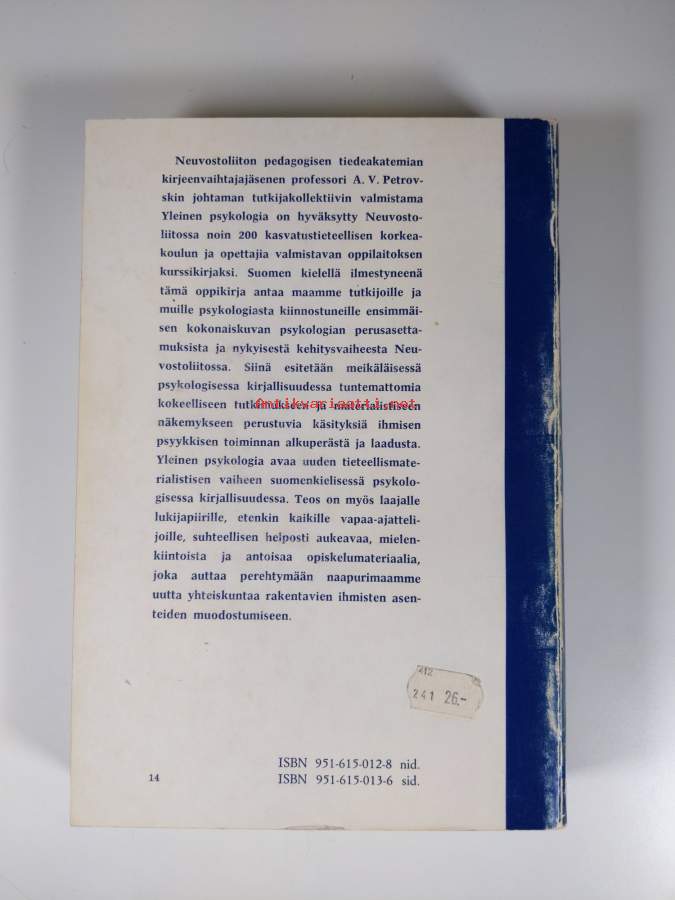 Neuvostoliiton pedagogisen tiedeakatemian
kirjeenvaihtajajäsenen professori A. V. Petrov-
skin johtaman tutkijakollektiivin valmistama
Yleinen psykologia on hyväksytty Neuvosto-
liitossa noin 200 kasvatustieteellisen korkea-
koulun ja opettajia valmistavan oppilaitoksen
kurssikirjaksi. Suomen kielellä ilmestyneenä
tämä oppikirja antaa maamme tutkijoille ja
muille psykologiasta kiinnostuneille ensimmäi-
sen kokonaiskuvan psykologian perusasetta-
muksista ja nykyisestä kehitysvaiheesta Neu-
vostoliitossa. Siinä esitetään meikäläisessä
psykologisessa kirjallisuudessa tuntemattomia
kokeelliseen tutkimukseen ja materialistiseen
Antikvariaatti.net
näkemykseen perustuvia käsityksiä ihmisen
psyykkisen toiminnan alkuperästä ja laadusta.
Yleinen psykologia avaa uuden tieteellismate-
rialistisen vaiheen suomenkielisessä psykolo-
gisessa kirjallisuudessa. Teos on myös laajalle
lukijapiirille, etenkin kaikille vapaa-ajatteli-
joille, suhteellisen helposti aukeavaa, mielen-
kiintoista ja antoisaa opiskelumateriaalia,
joka auttaa perehtymään naapurimaamme
uutta yhteiskuntaa rakentavien ihmisten asen-
teiden muodostumiseen.
241 26.-
ISBN 951-615-012-8 nid.
14 ISBN 951-615-013-6 sid.